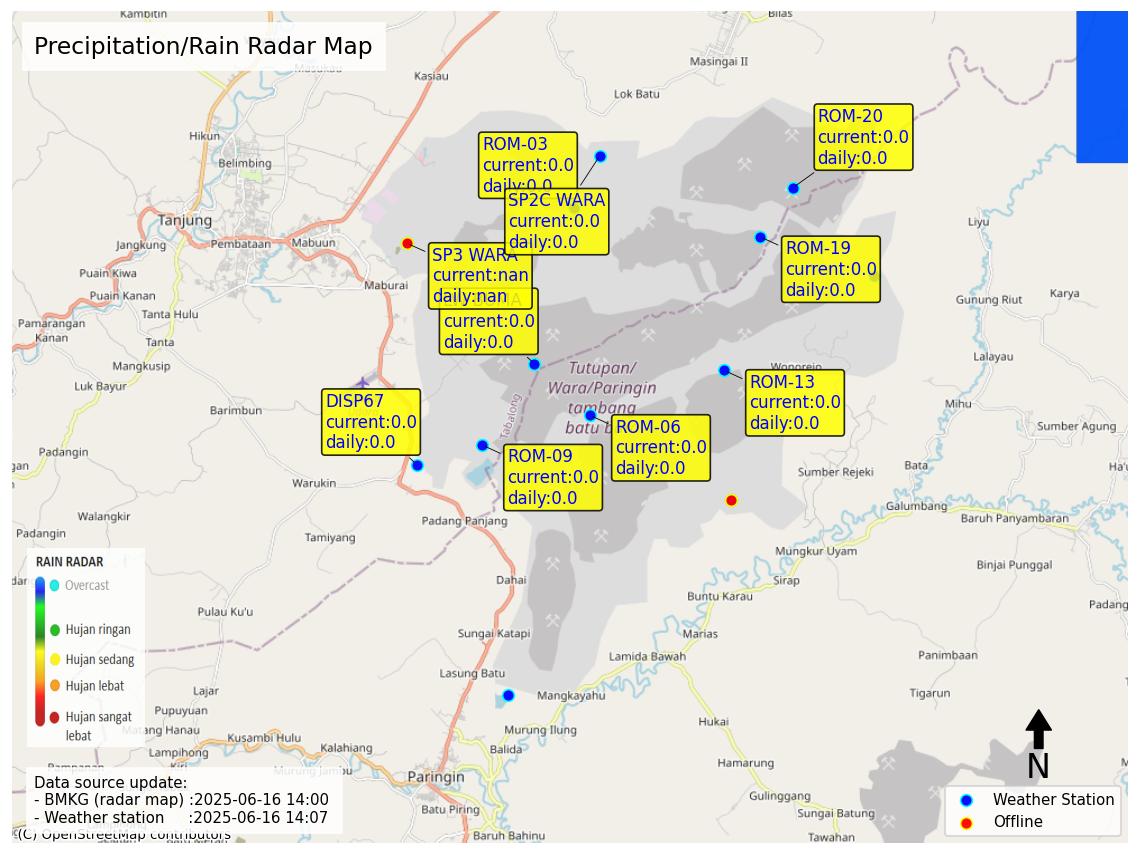 Kambitin
Bilas
Precipitation/Rain Radar Map
Masukau
Kasiau
Masingai II
Lok Batu
Hikun
Belimbing
ROM-03
current:0.0
daily:0.0
ROM-20
current:0.0
daily:0.0
SP2C WARA
current:0.0
daily:0.0
Tanjung
Liyu
Jangkung
Pembataan
Mabuun
ROM-19
current:0.0
daily:0.0
SP3 WARA
current:nan
daily:nan
Puain Kiwa
Maburai
Puain Kanan
Gunung Riut
Karya
current:0.0
daily:0.0
Tanta Hulu
Pamarangan
Kanan
Tanta
Lalayau
Mangkusip
Luk Bayur
Tutupan/
Wara/Paringin
tambang
batu b
Wonorejo
ROM-13
current:0.0
daily:0.0
Tabalong
DISP67
current:0.0
daily:0.0
Barimbun
Mihu
Sumber Agung
ROM-06
current:0.0
daily:0.0
Padangin
ROM-09
current:0.0
daily:0.0
Bata
Sumber Rejeki
Warukin
Galumbang
Walangkir
Padang Panjang
Baruh Panyambaran
Padangin
Tamiyang
Mungkur Uyam
Binjai Punggal
RAIN RADAR
Overcast
Hujan ringan
Hujan sedang
Hujan lebat
Hujan sangat
lebat
Dahai
Sirap
Buntu Karau
Padang
Pulau Ku'u
Sungai Katapi
Marias
Lamida Bawah
Panimbaan
Lasung Batu
Lajar
Mangkayahu
Tigarun
Pupuyuan
Matang Hanau
Murung Ilung
Hukai
Kusambi Hulu
Kalahiang
Balida
Lampihong
Kiri
Hamarung
N
Pampanan
Murung Jambu
Paringin
Data source update:
- BMKG (radar map) :2025-06-16 14:00
- Weather station :2025-06-16 14:07
(C) OpenStreetMap contributors
Gulinggang
Weather Station
Offline
Batu Piring
Sungai Batung
Baruh Bahinu
Tawahan